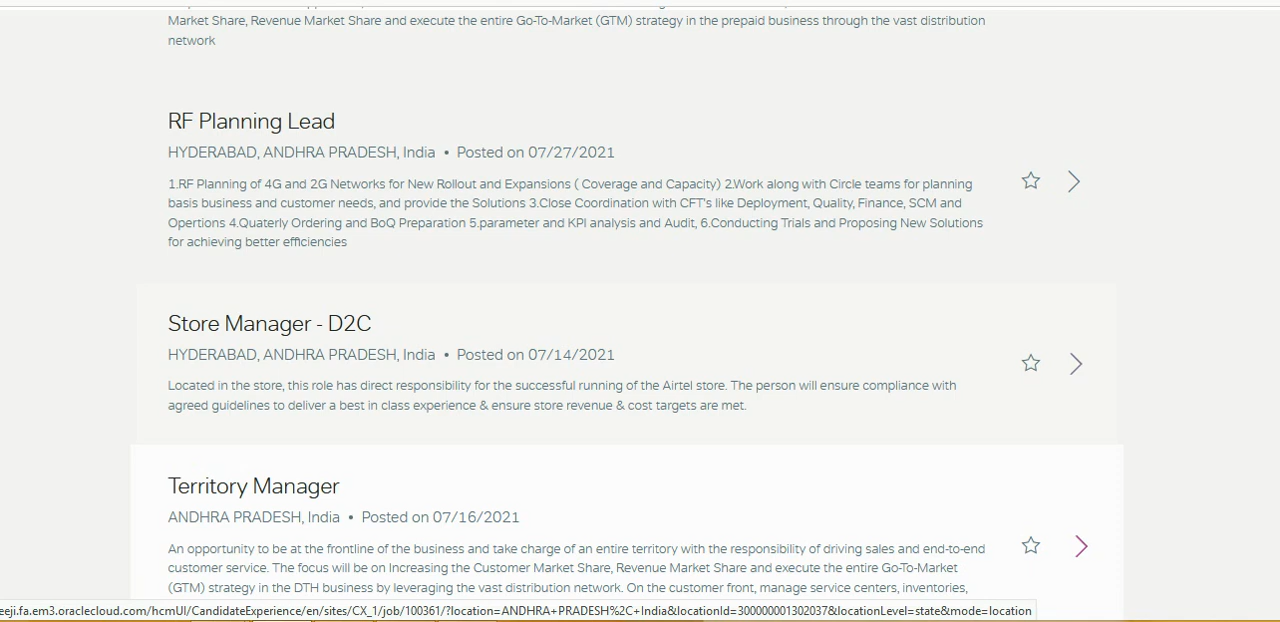 Market Share, Revenue Market Share and execute the entire Go-To-Market (GTM) strategy in the prepaid business through the vast distribution
network
RF Planning Lead
HYDERABAD, ANDHRA PRADESH, India • Posted on 07/27/2021
1.RF Planning of 4G and 2G Networks for New Rollout and Expansions ( Coverage and Capacity) 2.Work along with Circle teams for planning
basis business and customer needs, and provide the Solutions 3.Close Coordination with CFT's like Deployment, Quality, Finance, SCM and
Opertions 4.Quaterly Ordering and BoQ Preparation 5.parameter and KPI analysis and Audit, 6.Conducting Trials and Proposing New Solutions
for achieving better efficiencies
Store Manager - D2C
HYDERABAD, ANDHRA PRADESH, India • Posted on 07/14/2021
Located in the store, this role has direct responsibility for the successful running of the Airtel store. The person will ensure compliance with
agreed guidelines to deliver a best in class experience & ensure store revenue & cost targets are met.
Territory Manager
ANDHRA PRADESH, India • Posted on 07/16/2021
An opportunity to be at the frontline of the business and take charge of an entire territory with the responsibility of driving sales and end-to-end
customer service. The focus will be on Increasing the Customer Market Share, Revenue Market Share and execute the entire Go-To-Market
(GTM) strategy in the DTH business by leveraging the vast distribution network. On the customer front, manage service centers, inventories,
eeji.fa.em3.oraclecloud.com/hcmUI/CandidateExperience/en/sites/CX_1/job/100361/?location=ANDHRA+PRADESH%2C+India&locationId=300000001302037&locationLevel=state&mode=location